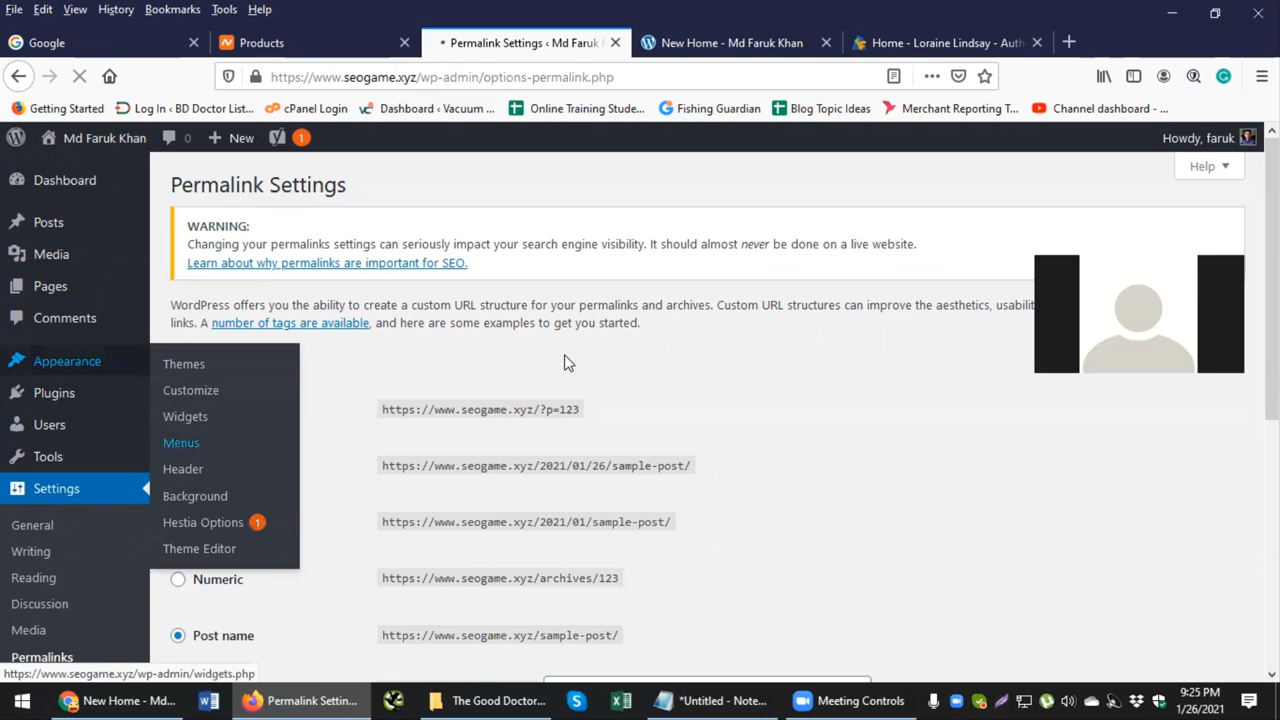 File Edit View History Bookmarks Tools Help
Google
Products
Permalink Settings ‹ Md Faruk
New Home - Md Faruk Khan
Home - Loraine Lindsay - Auth
https://www.seogame.xyz/wp-admin/options-permalink.php
Getting Started
Log In ‹ BD Doctor List...
cPanel Login
Dashboard ‹ Vacuum ...
Online Training Stude...
Fishing Guardian
Blog Topic Ideas
Merchant Reporting T...
Channel dashboard - ...
Md Faruk Khan
0
New
1
Howdy, faruk
Dashboard
Posts
Media
Pages
Comments
Appearance
Plugins
Users
Tools
Settings
General
Writing
Reading
Discussion
Media
Permalinks
Themes
Customize
Widgets
Menus
Header
Background
Hestia Options 1
Theme Editor
Help
Permalink Settings
WARNING:
Changing your permalinks settings can seriously impact your search engine visibility. It should almost never be done on a live website.
Learn about why permalinks are important for SEO.
WordPress offers you the ability to create a custom URL structure for your permalinks and archives. Custom URL structures can improve the aesthetics, usabilit
links. A number of tags are available, and here are some examples to get you started.
https://www.seogame.xyz/?p=123
https://www.seogame.xyz/2021/01/26/sample-post/
https://www.seogame.xyz/2021/01/sample-post/
Numeric
https://www.seogame.xyz/archives/123
Post name
https://www.seogame.xyz/sample-post/
https://www.seogame.xyz/wp-admin/widgets.php
New Home - Md...
Permalink Settin...
The Good Doctor...
*Untitled - Note...
Meeting Controls
9:25 PM
1/26/2021